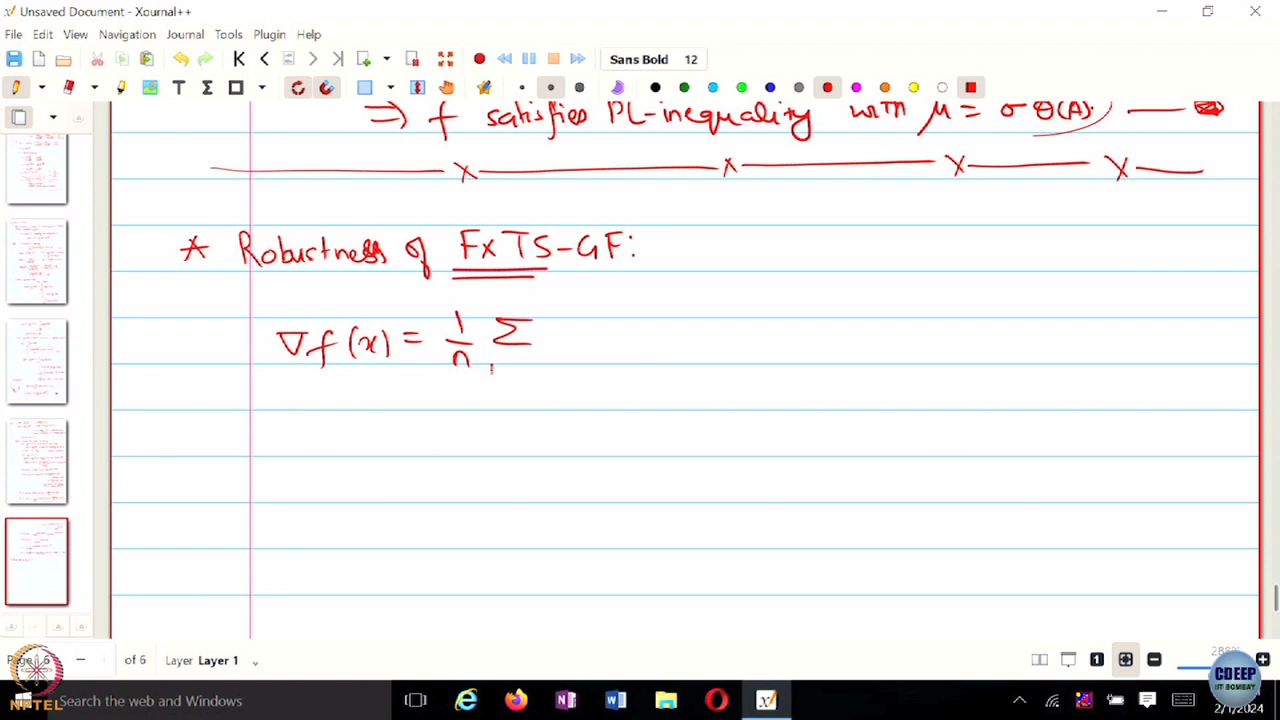 Unsaved Document - Xournal++
File Edit View Navigation Journal Tools Plugin Help
Sans Bold 12
⇒ f satisfies PL-inequality with μ = σ θ(A)
x x x x
* Robustness of FxTS-GF:
∇f(x) = 1/n Σ
Page 6 of 6 Layer Layer 1
288%
NPTEL
Search the web and Windows
CDEEP
IIT BOMBAY
2/1/2024